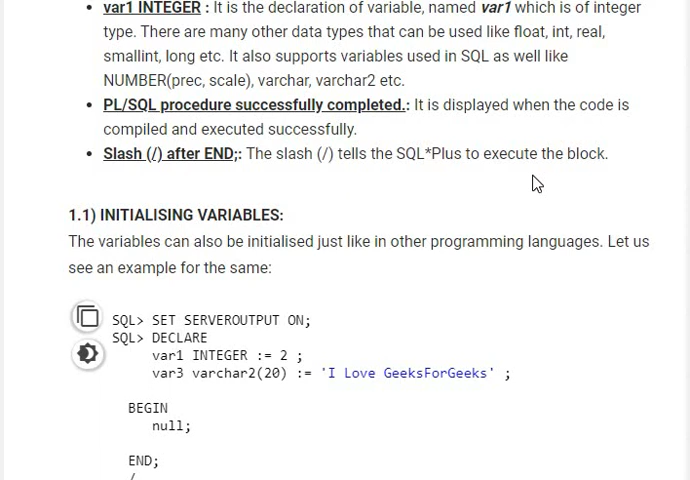 • var1 INTEGER : It is the declaration of variable, named var1 which is of integer
type. There are many other data types that can be used like float, int, real,
smallint, long etc. It also supports variables used in SQL as well like
NUMBER(prec, scale), varchar, varchar2 etc.
• PL/SQL procedure successfully completed.: It is displayed when the code is
compiled and executed successfully.
• Slash (/) after END;: The slash (/) tells the SQL*Plus to execute the block.
1.1) INITIALISING VARIABLES:
The variables can also be initialised just like in other programming languages. Let us
see an example for the same:
SQL> SET SERVEROUTPUT ON;
SQL> DECLARE
var1 INTEGER := 2 ;
var3 varchar2(20) := 'I Love GeeksForGeeks' ;
BEGIN
null;
END;
/